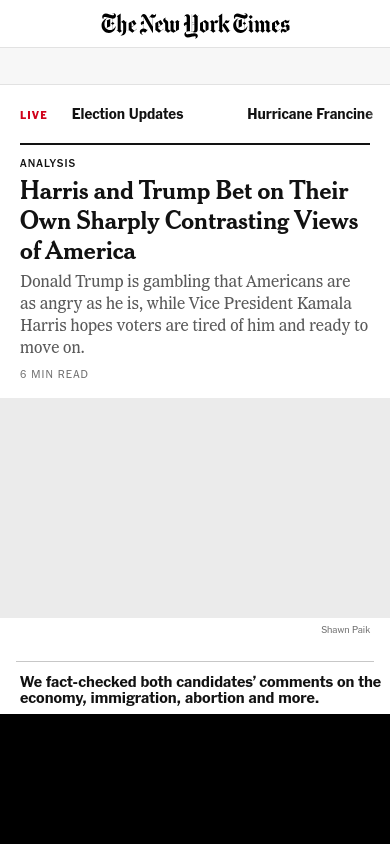 The New York Times
LIVE Election Updates Hurricane Francine
ANALYSIS
Harris and Trump Bet on Their
Own Sharply Contrasting Views
of America
Donald Trump is gambling that Americans are
as angry as he is, while Vice President Kamala
Harris hopes voters are tired of him and ready to
move on.
6 MIN READ
Shawn Paik
We fact-checked both candidates’ comments on the
economy, immigration, abortion and more.